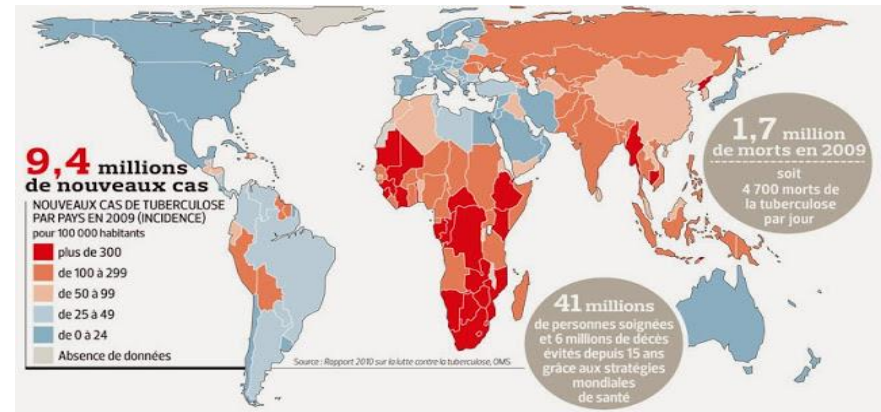 9,4 millions
de nouveaux cas
NOUVEAUX CAS DE TUBERCULOSE
PAR PAYS EN 2009 (INCIDENCE)
pour 100 000 habitants
plus de 300
de 100 à 299
de 50 à 99
de 25 à 49
de 0 à 24
Absence de données
Source : Rapport 2010 sur la lutte contre la tuberculose, OMS
1,7 million
de morts en 2009
soit
4 700 morts de
la tuberculose
par jour
41 millions
de personnes soignées
et 6 millions de décès
évités depuis 15 ans
grâce aux stratégies
mondiales
de santé